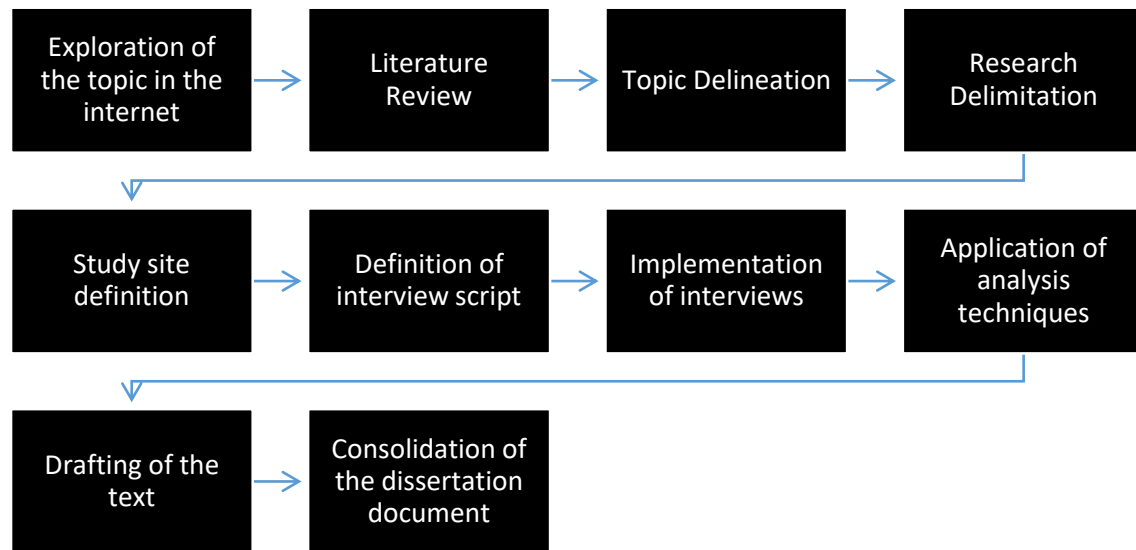 Exploration of
the topic in the
internet
Literature
Review
Topic Delineation
Research
Delimitation
Study site
definition
Definition of
interview script
Implementation
of interviews
Application of
analysis
techniques
Drafting of the
text
Consolidation of
the dissertation
document